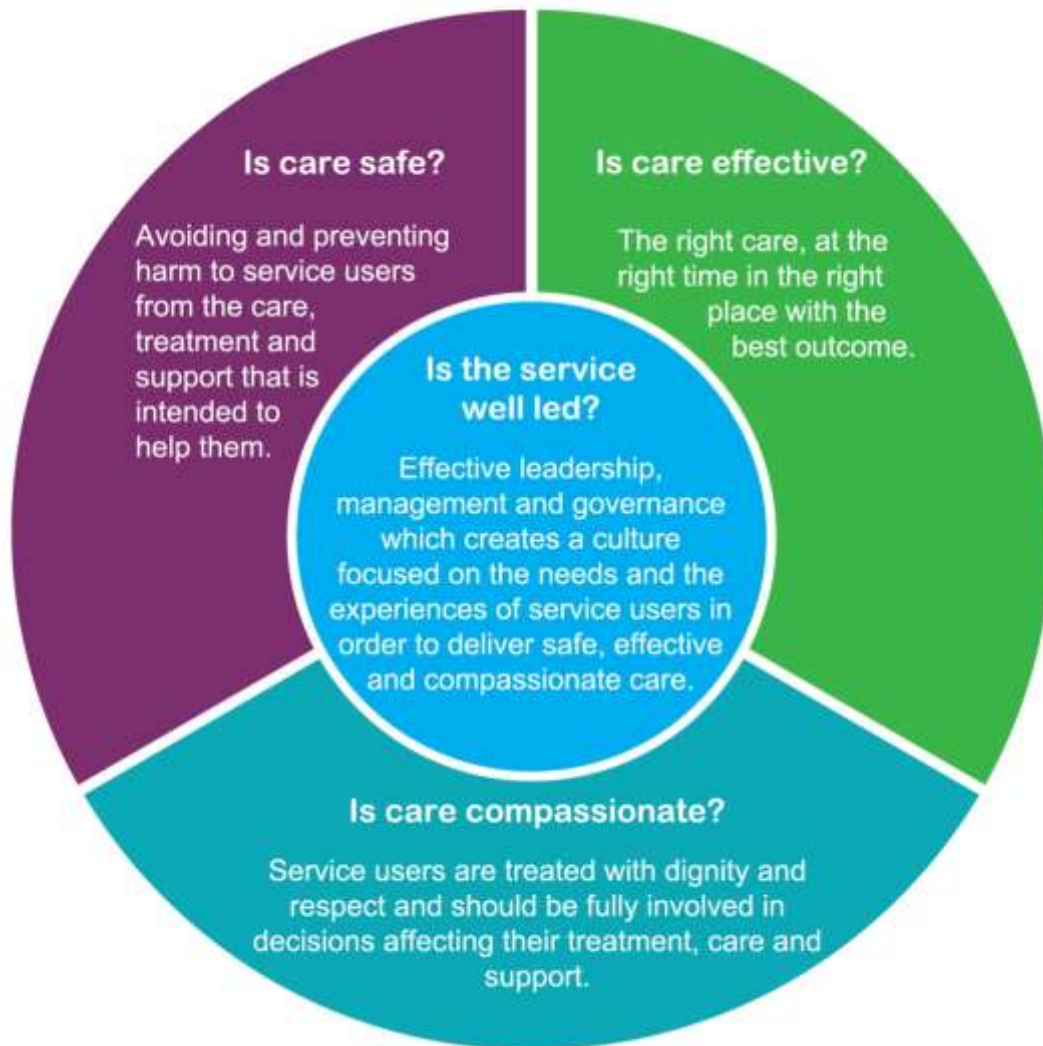 Is care safe?
Avoiding and preventing
harm to service users
from the care,
treatment and
support that is
intended to
help them.
Is care effective?
The right care, at the
right time in the right
place with the
best outcome.
Is the service
well led?
Effective leadership,
management and governance
which creates a culture
focused on the needs and the
experiences of service users in
order to deliver safe, effective
and compassionate care.
Is care compassionate?
Service users are treated with dignity and
respect and should be fully involved in
decisions affecting their treatment, care and
support.